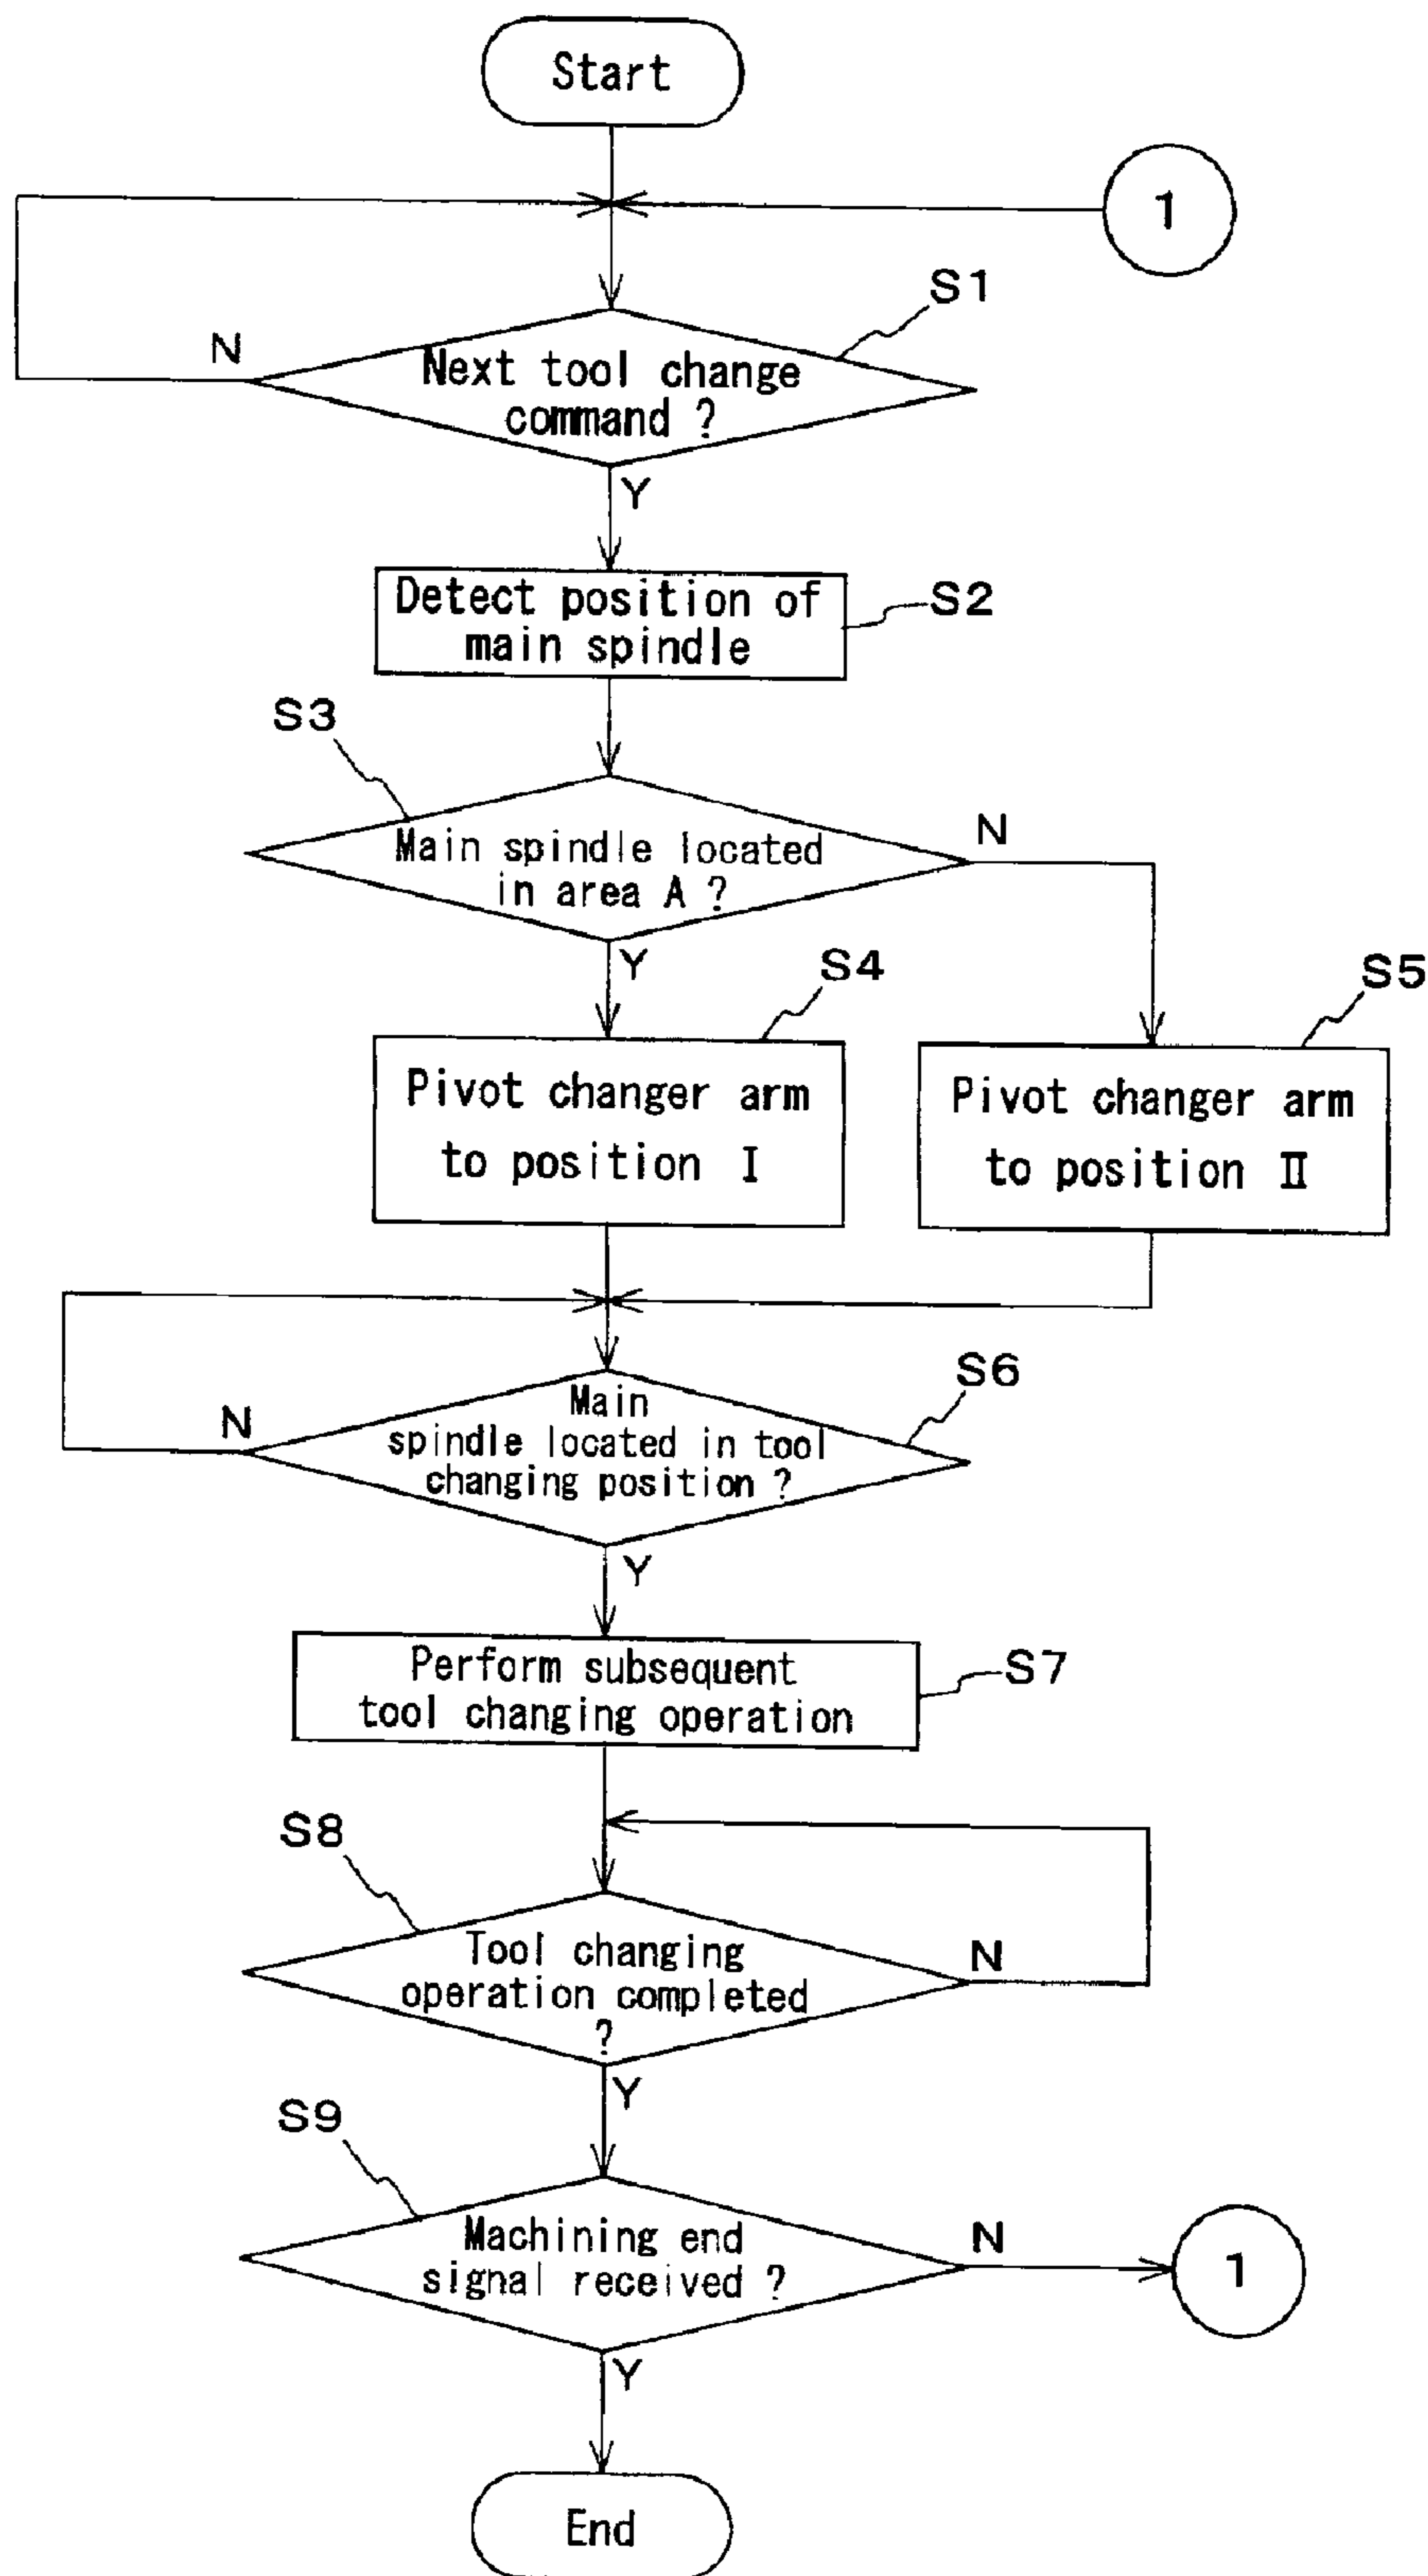 Start
1
S1
N
Next tool change
command ?
Y
Detect position of
main spindle
S2
S3
Main spindle located
in area A ?
N
Y
S4
S5
Pivot changer arm
to position I
Pivot changer arm
to position II
S6
N
Main
spindle located in tool
changing position ?
Y
Perform subsequent
tool changing operation
S7
S8
Tool changing
operation completed
?
N
Y
S9
Machining end
signal received ?
N
1
Y
End